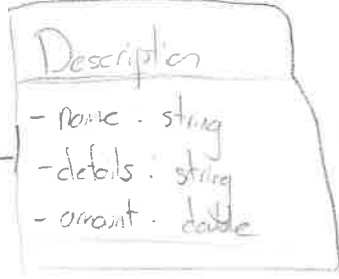 Description
- name : string
- details : string
- amount : double